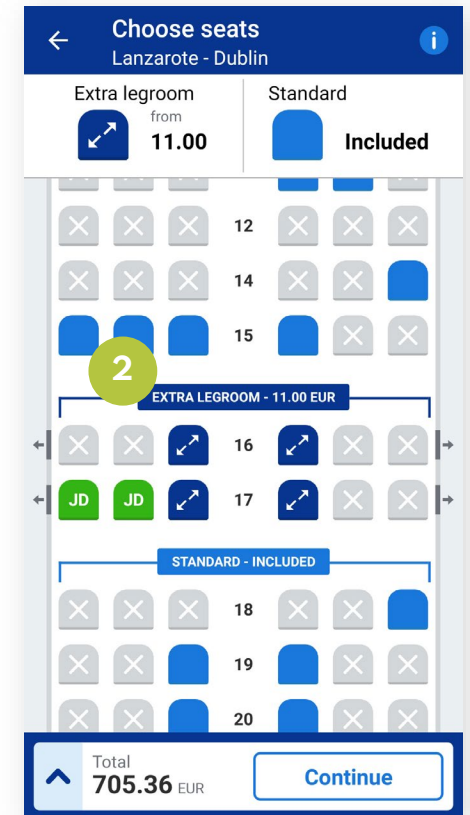 Choose seats
Lanzarote - Dublin
i
Extra legroom
from
11.00
Standard
Included
12
14
15
2
EXTRA LEGROOM - 11.00 EUR
16
JD JD 17
STANDARD - INCLUDED
18
19
20
Total
705.36 EUR
Continue